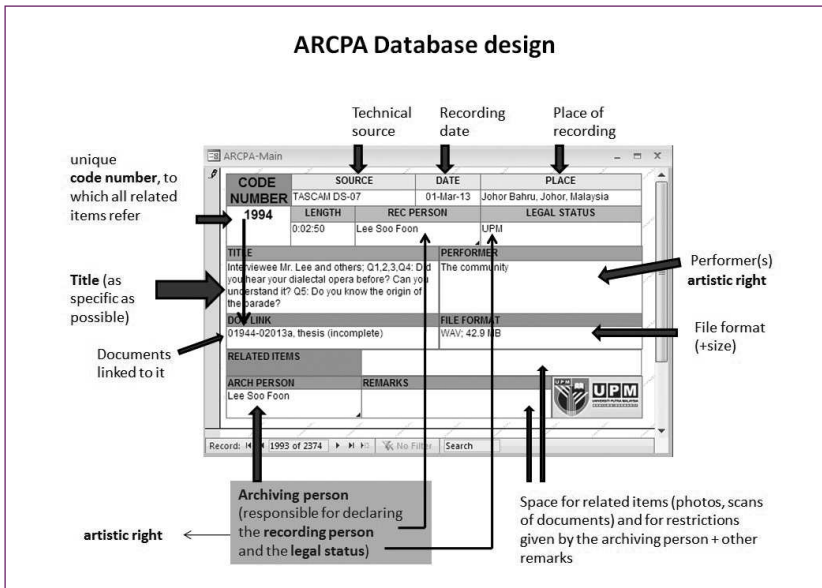 ARCPA Database design
Technical source
Recording date
Place of recording
unique
code number, to
which all related
items refer
Title (as
specific as
possible)
Documents
linked to it
ARCPA-Main
CODE NUMBER
SOURCE
DATE
PLACE
TASCAM DS-07
01-Mar-13
Johor Bahru, Johor, Malaysia
1994
LENGTH
REC PERSON
LEGAL STATUS
0:02:50
Lee Soo Foon
UPM
TITLE
PERFORMER
Interviewee Mr. Lee and others; Q1,2,3,Q4: Did
you hear your dialectal opera before? Can you
understand it? Q5: Do you know the origin of
the parade?
The community
DOC LINK
FILE FORMAT
01944-02013a, thesis (incomplete)
WAV; 42.9 MB
RELATED ITEMS
ARCH PERSON
REMARKS
Lee Soo Foon
UPM
UPM
UNIVERSITI PUTRA MALAYSIA
Record:
1993 of 2374
No Filter
Search
Performer(s)
artistic right
File format
(+size)
Archiving person
(responsible for declaring
the recording person
and the legal status)
artistic right
Space for related items (photos, scans
of documents) and for restrictions
given by the archiving person + other
remarks